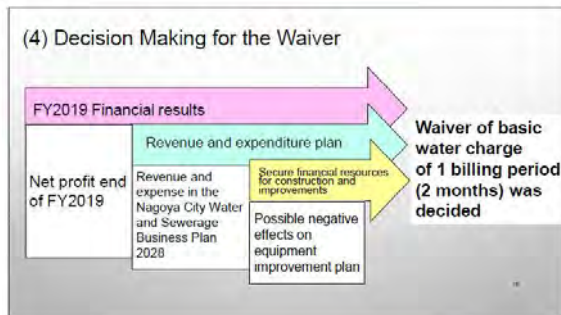 (4) Decision Making for the Waiver
FY2019 Financial results
Revenue and expenditure plan
Secure financial resources
for construction and
improvements
Net profit end
of FY2019
Revenue and
expense in the
Nagoya City Water
and Sewerage
Business Plan
2028
Possible negative
effects on
equipment
improvement plan
Waiver of basic
water charge
of 1 billing period
(2 months) was
decided